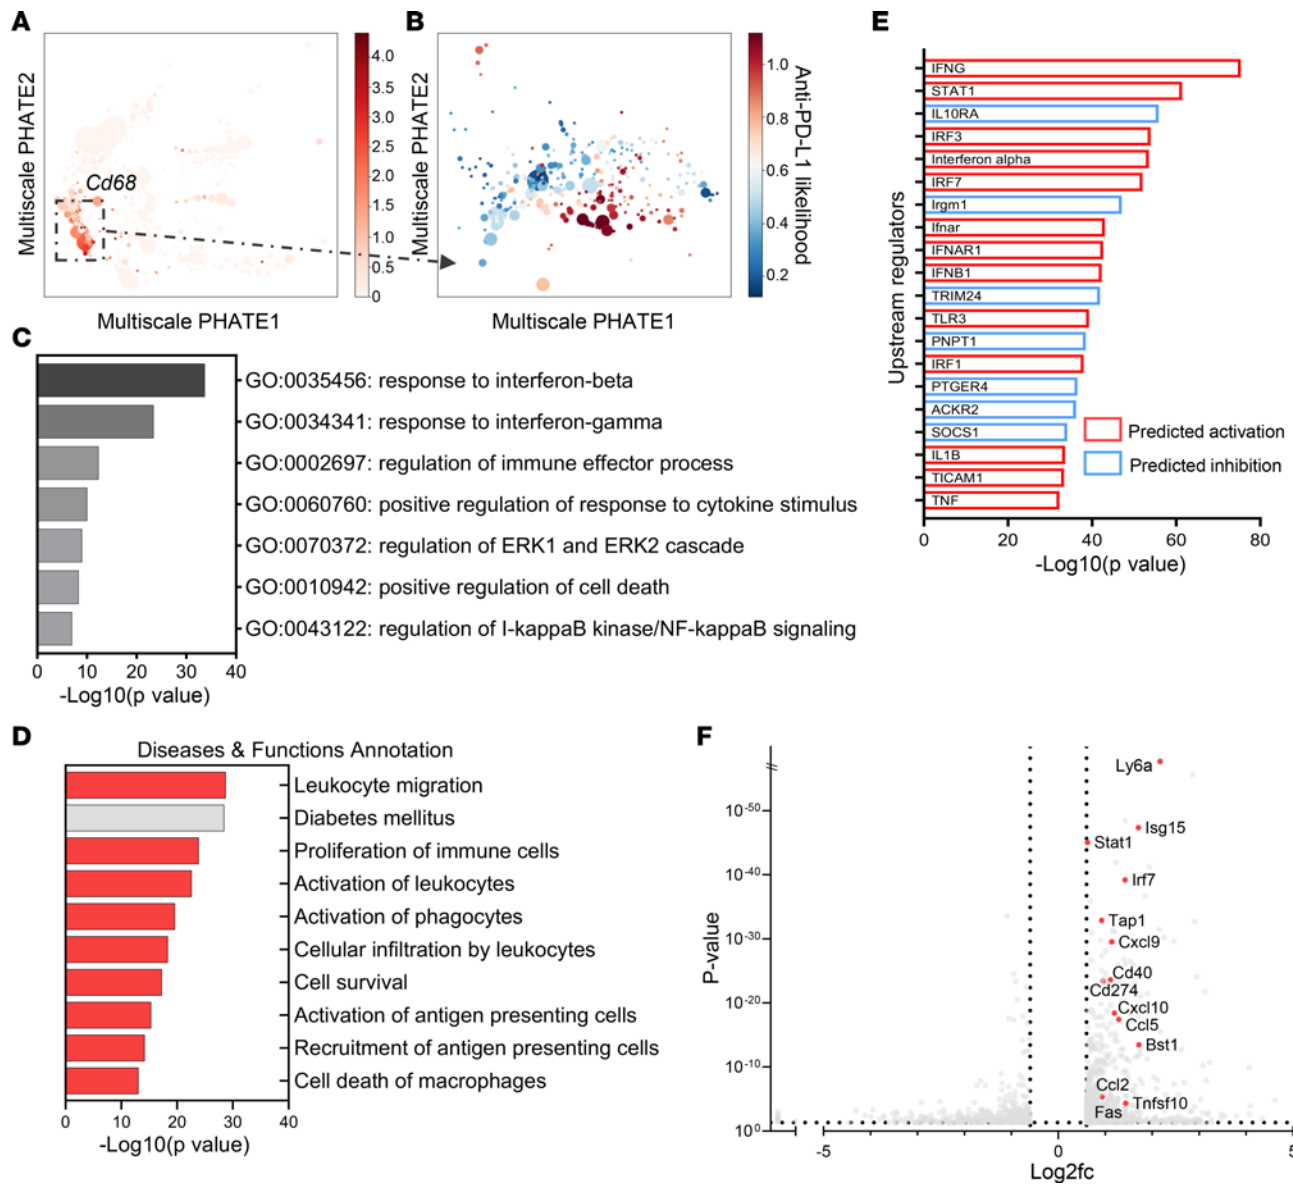 A
B
E
Multiscale PHATE2
Cd68
4.0
3.5
3.0
2.5
2.0
1.5
1.0
0.5
0
Multiscale PHATE1
Multiscale PHATE2
1.0
0.8
0.6
0.4
0.2
Anti-PD-L1 likelihood
Multiscale PHATE1
Upstream regulators
IFNG
STAT1
IL10RA
IRF3
Interferon alpha
IRF7
Irgm1
Ifnar
IFNAR1
IFNB1
TRIM24
TLR3
PNPT1
IRF1
PTGER4
ACKR2
SOCS1
IL1B
TICAM1
TNF
Predicted activation
Predicted inhibition
0 20 40 60 80
-Log10(p value)
C
GO:0035456: response to interferon-beta
GO:0034341: response to interferon-gamma
GO:0002697: regulation of immune effector process
GO:0060760: positive regulation of response to cytokine stimulus
GO:0070372: regulation of ERK1 and ERK2 cascade
GO:0010942: positive regulation of cell death
GO:0043122: regulation of I-kappaB kinase/NF-kappaB signaling
0 10 20 30 40
-Log10(p value)
D
Diseases & Functions Annotation
Leukocyte migration
Diabetes mellitus
Proliferation of immune cells
Activation of leukocytes
Activation of phagocytes
Cellular infiltration by leukocytes
Cell survival
Activation of antigen presenting cells
Recruitment of antigen presenting cells
Cell death of macrophages
0 10 20 30 40
-Log10(p value)
F
P-value
10-50
10-40
10-30
10-20
10-10
100
Ly6a
Isg15
Stat1
Irf7
Tap1
Cxcl9
Cd40
Cd274
Cxcl10
Ccl5
Bst1
Ccl2
Fas
Tnfsf10
-5 0 5
Log2fc